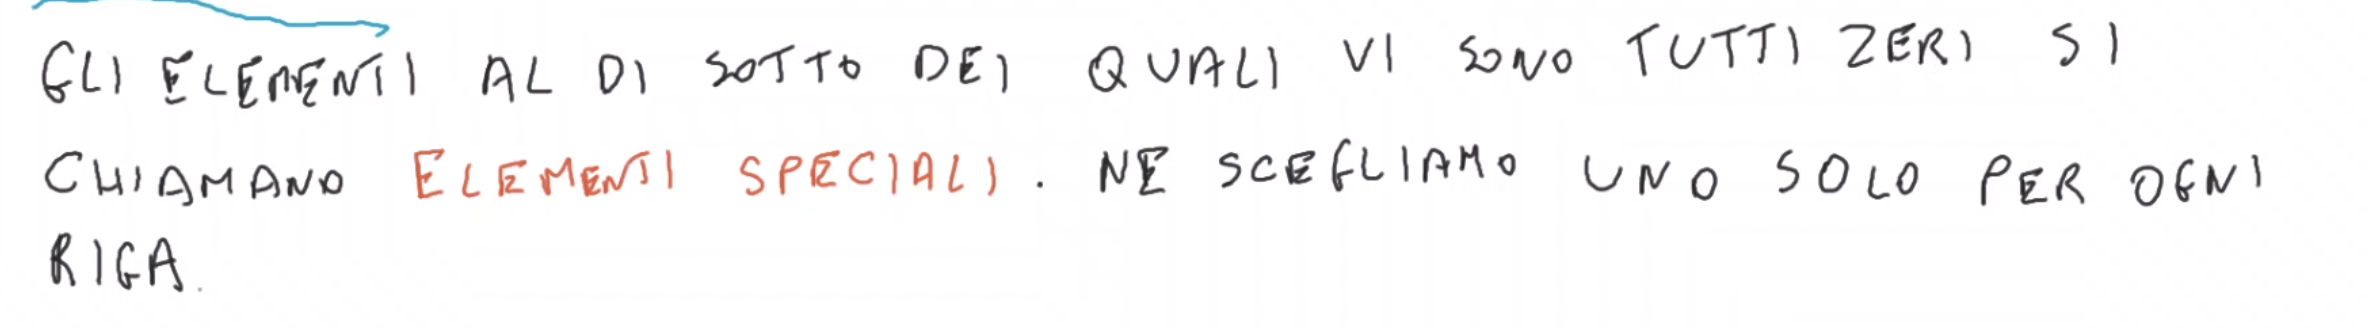 GLI ELEMENTI AL DI SOTTO DEI QUALI VI SONO TUTTI ZERI SI
CHIAMANO ELEMENTI SPECIALI. NE SCEGLIAMO UNO SOLO PER OGNI
RIGA.